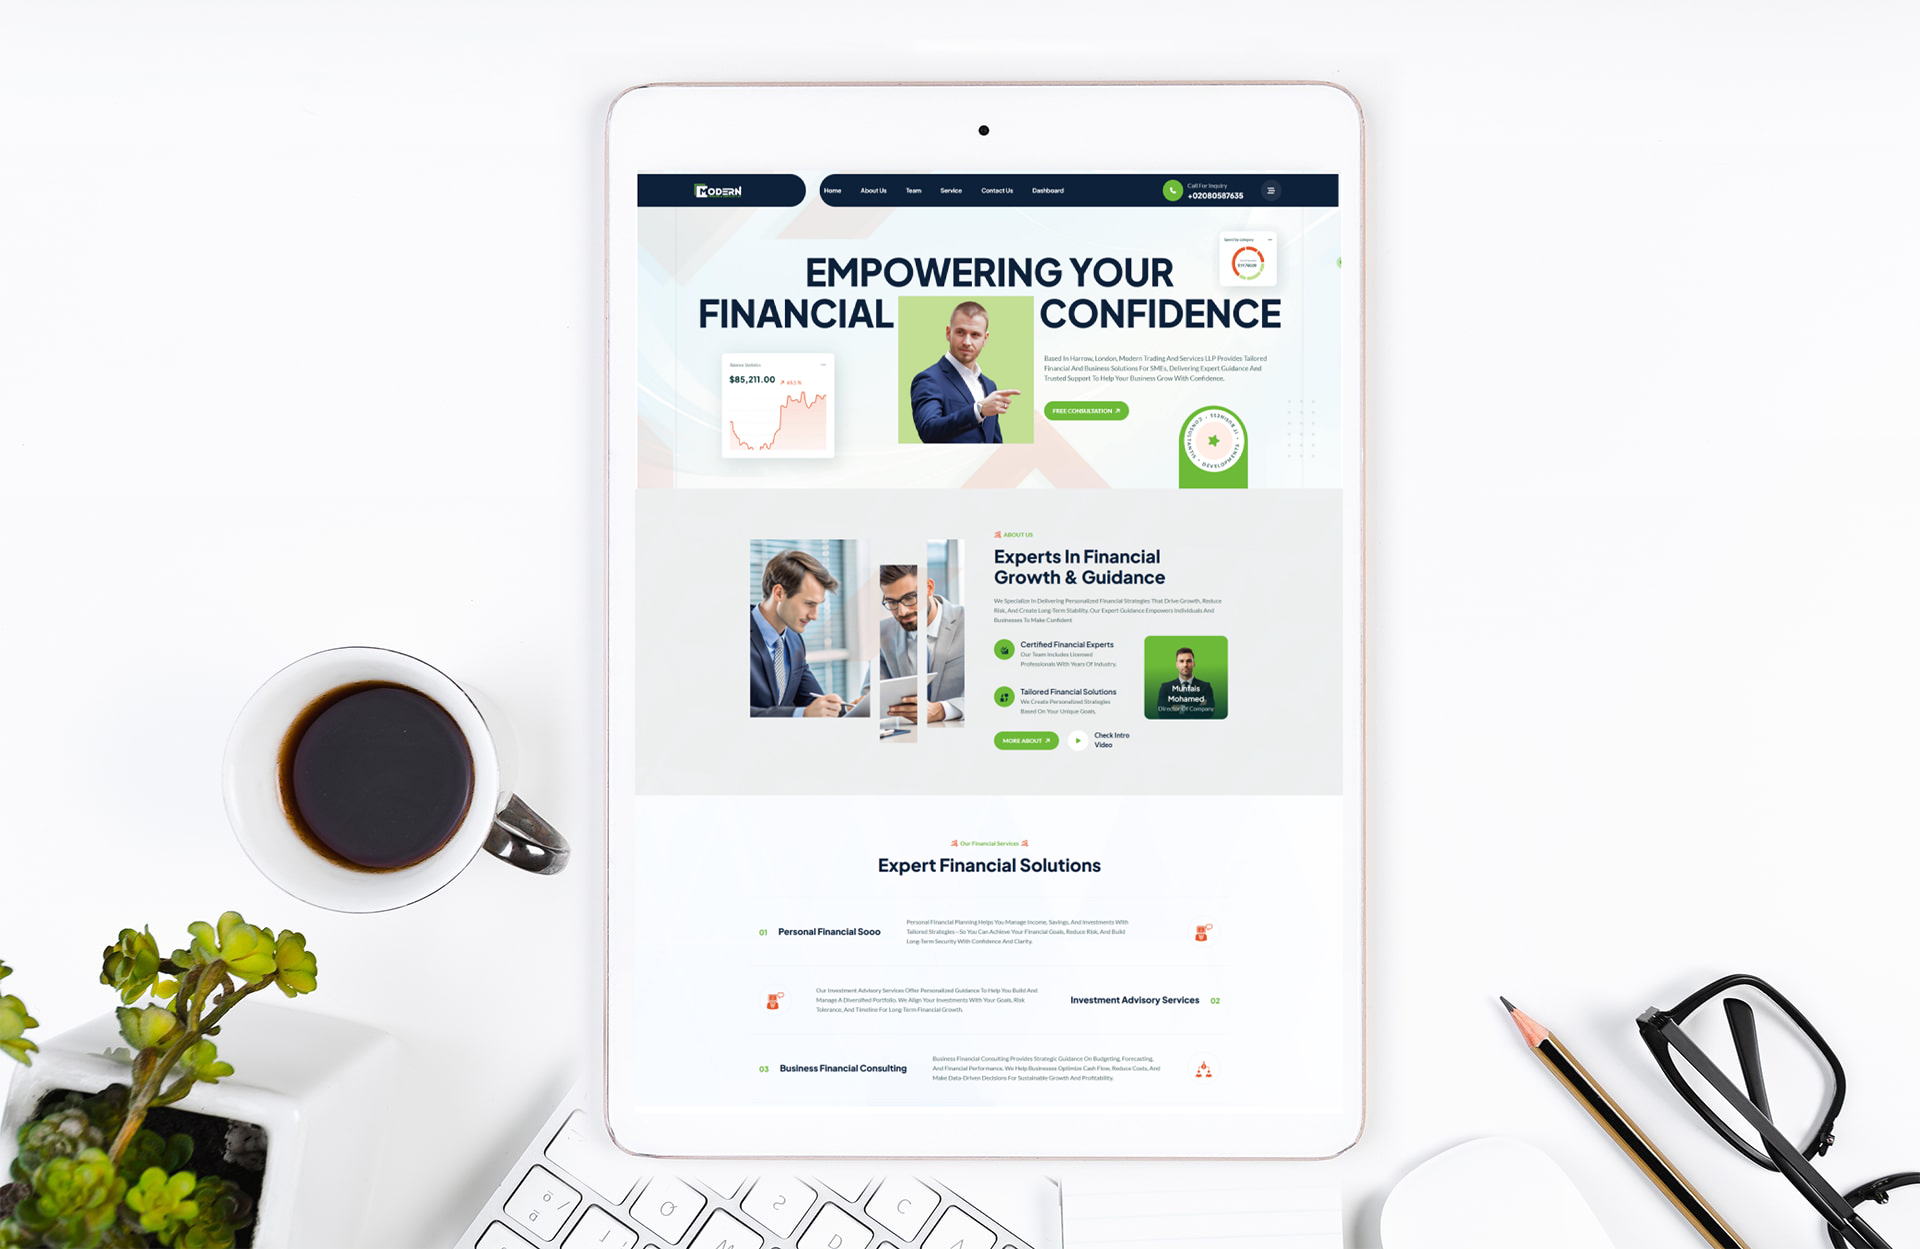 MODERN
Home About Us Team Service Contact Us Dashboard
Call For Inquiry
+02080587635
EMPOWERING YOUR
FINANCIAL CONFIDENCE
Spend by category
Balance Statistics
$85,211.00
Based In Harrow, London, Modern Trading And Services LLP Provides Tailored
Financial And Business Solutions For SMEs, Delivering Expert Guidance And
Trusted Support To Help Your Business Grow With Confidence.
FREE CONSULTATION
IT BUSINESS • CONSULTANTIS • DEVELOPMENTS •
ABOUT US
Experts In Financial
Growth & Guidance
We Specialize In Delivering Personalized Financial Strategies That Drive Growth, Reduce
Risk, And Create Long-Term Stability. Our Expert Guidance Empowers Individuals And
Businesses To Make Confident
Certified Financial Experts
Our Team Includes Licensed
Professionals With Years Of Industry.
Tailored Financial Solutions
We Create Personalized Strategies
Based On Your Unique Goals.
Munfais
Mohamed
Director Of Company
MORE ABOUT
Check Intro
Video
Our Financial Services
Expert Financial Solutions
01 Personal Financial Sooo
Personal Financial Planning Helps You Manage Income, Savings, And Investments With
Tailored Strategies—So You Can Achieve Your Financial Goals, Reduce Risk, And Build
Long-Term Security With Confidence And Clarity.
Our Investment Advisory Services Offer Personalized Guidance To Help You Build And
Manage A Diversified Portfolio. We Align Your Investments With Your Goals, Risk
Tolerance, And Timeline For Long-Term Financial Growth.
Investment Advisory Services 02
03 Business Financial Consulting
Business Financial Consulting Provides Strategic Guidance On Budgeting, Forecasting,
And Financial Performance. We Help Businesses Optimize Cash Flow, Reduce Costs, And
Make Data-Driven Decisions For Sustainable Growth And Profitability.